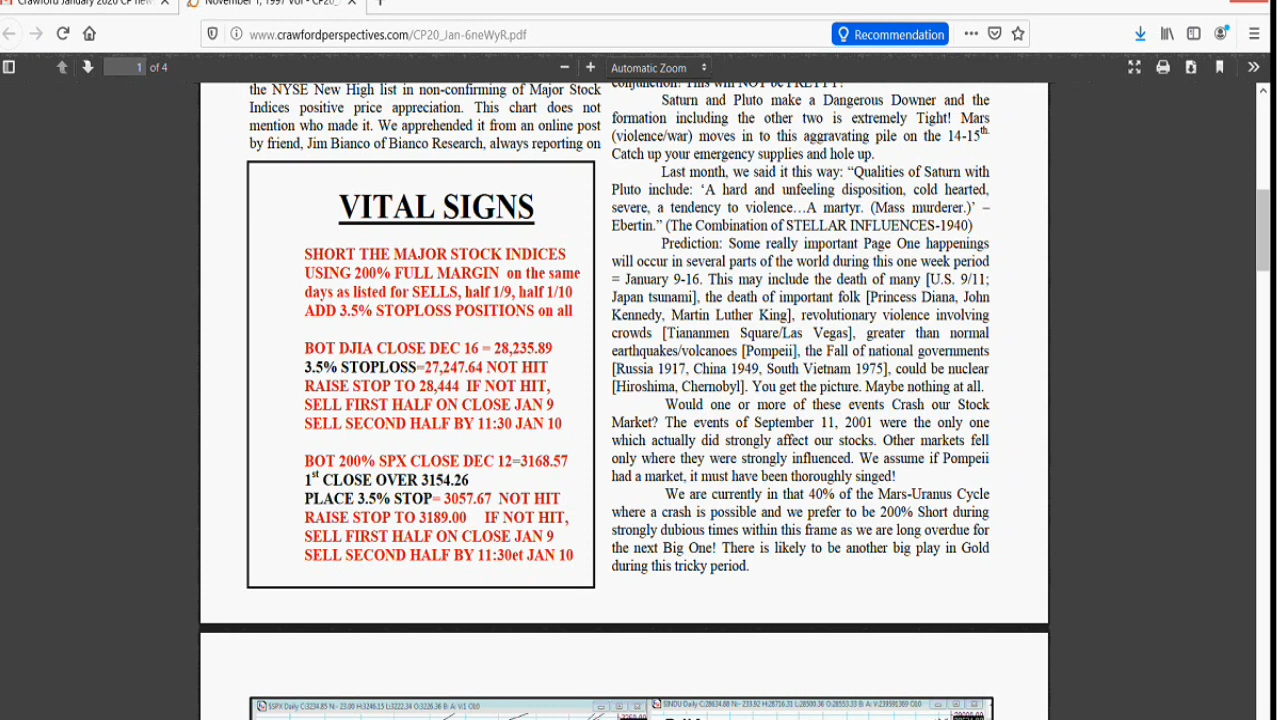 Crawford January 2020 CP new
November 1, 1997 Vol - CP20_
www.crawfordperspectives.com/CP20_Jan-6neWyR.pdf
Recommendation
1 of 4
Automatic Zoom
the NYSE New High list in non-confirming of Major Stock
Indices positive price appreciation. This chart does not
mention who made it. We apprehended it from an online post
by friend, Jim Bianco of Bianco Research, always reporting on
VITAL SIGNS
SHORT THE MAJOR STOCK INDICES
USING 200% FULL MARGIN on the same
days as listed for SELLS, half 1/9, half 1/10
ADD 3.5% STOPLOSS POSITIONS on all
BOT DJIA CLOSE DEC 16 = 28,235.89
3.5% STOPLOSS=27,247.64 NOT HIT
RAISE STOP TO 28,444 IF NOT HIT,
SELL FIRST HALF ON CLOSE JAN 9
SELL SECOND HALF BY 11:30 JAN 10
BOT 200% SPX CLOSE DEC 12=3168.57
1st CLOSE OVER 3154.26
PLACE 3.5% STOP= 3057.67 NOT HIT
RAISE STOP TO 3189.00 IF NOT HIT,
SELL FIRST HALF ON CLOSE JAN 9
SELL SECOND HALF BY 11:30et JAN 10
conjunction! This will NOT be PRETTY!
Saturn and Pluto make a Dangerous Downer and the
formation including the other two is extremely Tight! Mars
(violence/war) moves in to this aggravating pile on the 14-15th.
Catch up your emergency supplies and hole up.
Last month, we said it this way: “Qualities of Saturn with
Pluto include: ‘A hard and unfeeling disposition, cold hearted,
severe, a tendency to violence…A martyr. (Mass murderer.)’ –
Ebertin.” (The Combination of STELLAR INFLUENCES-1940)
Prediction: Some really important Page One happenings
will occur in several parts of the world during this one week period
= January 9-16. This may include the death of many [U.S. 9/11;
Japan tsunami], the death of important folk [Princess Diana, John
Kennedy, Martin Luther King], revolutionary violence involving
crowds [Tiananmen Square/Las Vegas], greater than normal
earthquakes/volcanoes [Pompeii], the Fall of national governments
[Russia 1917, China 1949, South Vietnam 1975], could be nuclear
[Hiroshima, Chernobyl]. You get the picture. Maybe nothing at all.
Would one or more of these events Crash our Stock
Market? The events of September 11, 2001 were the only one
which actually did strongly affect our stocks. Other markets fell
only where they were strongly influenced. We assume if Pompeii
had a market, it must have been thoroughly singed!
We are currently in that 40% of the Mars-Uranus Cycle
where a crash is possible and we prefer to be 200% Short during
strongly dubious times within this frame as we are long overdue for
the next Big One! There is likely to be another big play in Gold
during this tricky period.